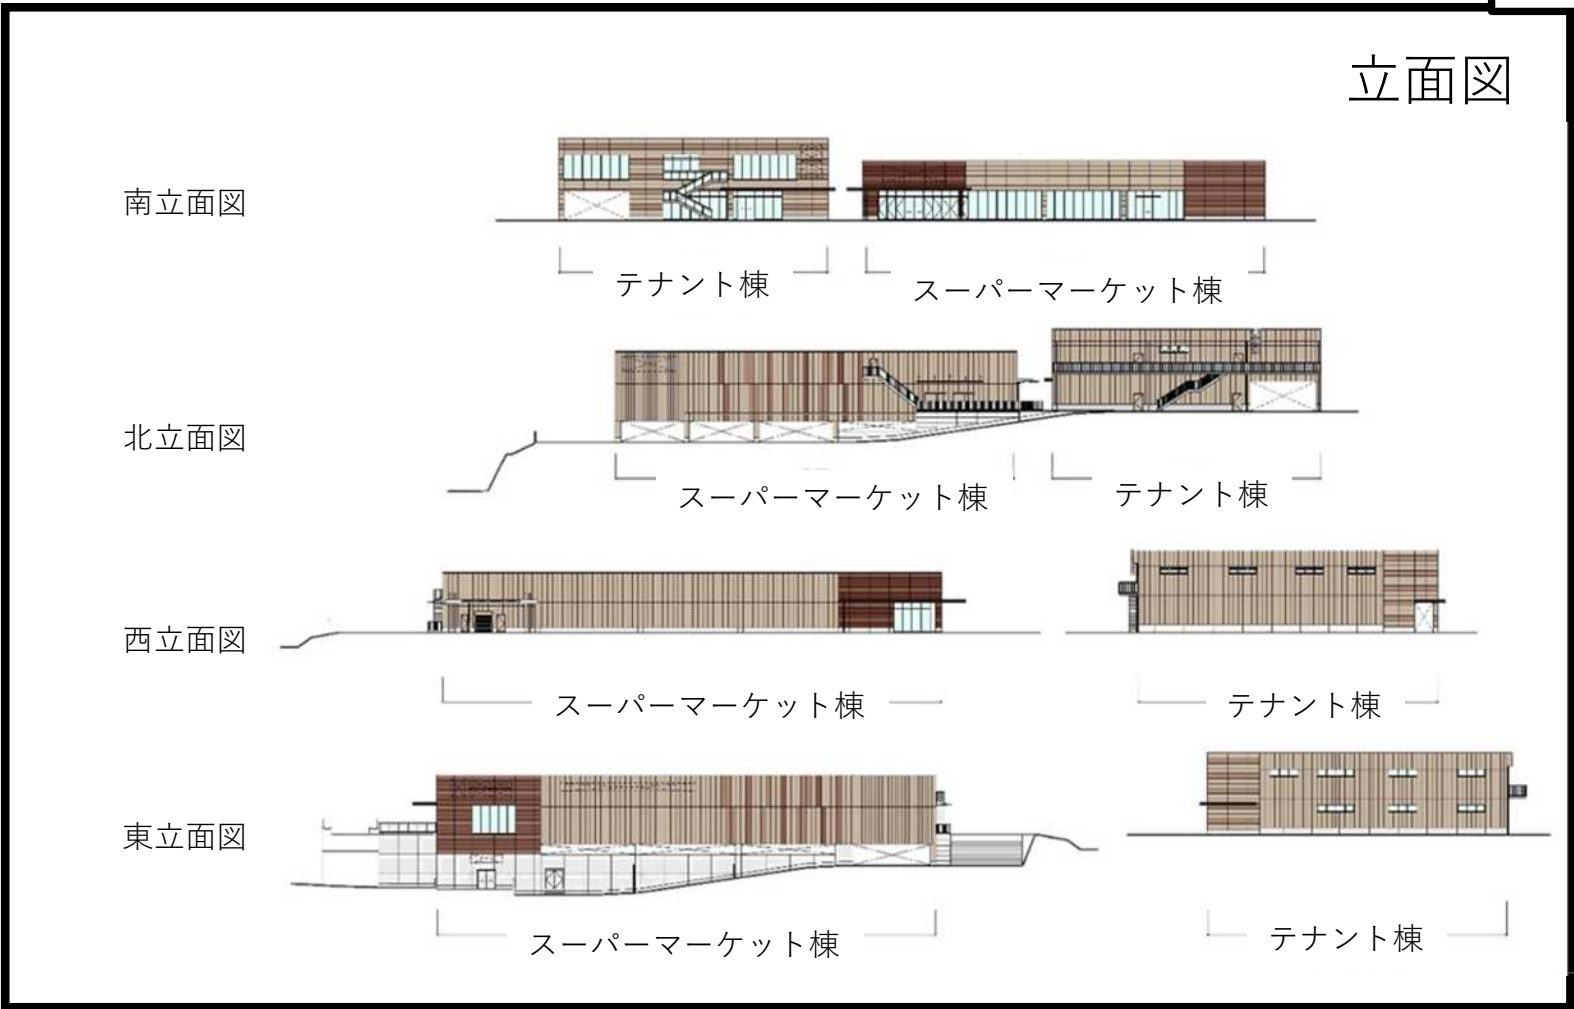 立面図
南立面図
テナント棟
スーパーマーケット棟
北立面図
スーパーマーケット棟
テナント棟
西立面図
スーパーマーケット棟
テナント棟
東立面図
スーパーマーケット棟
テナント棟